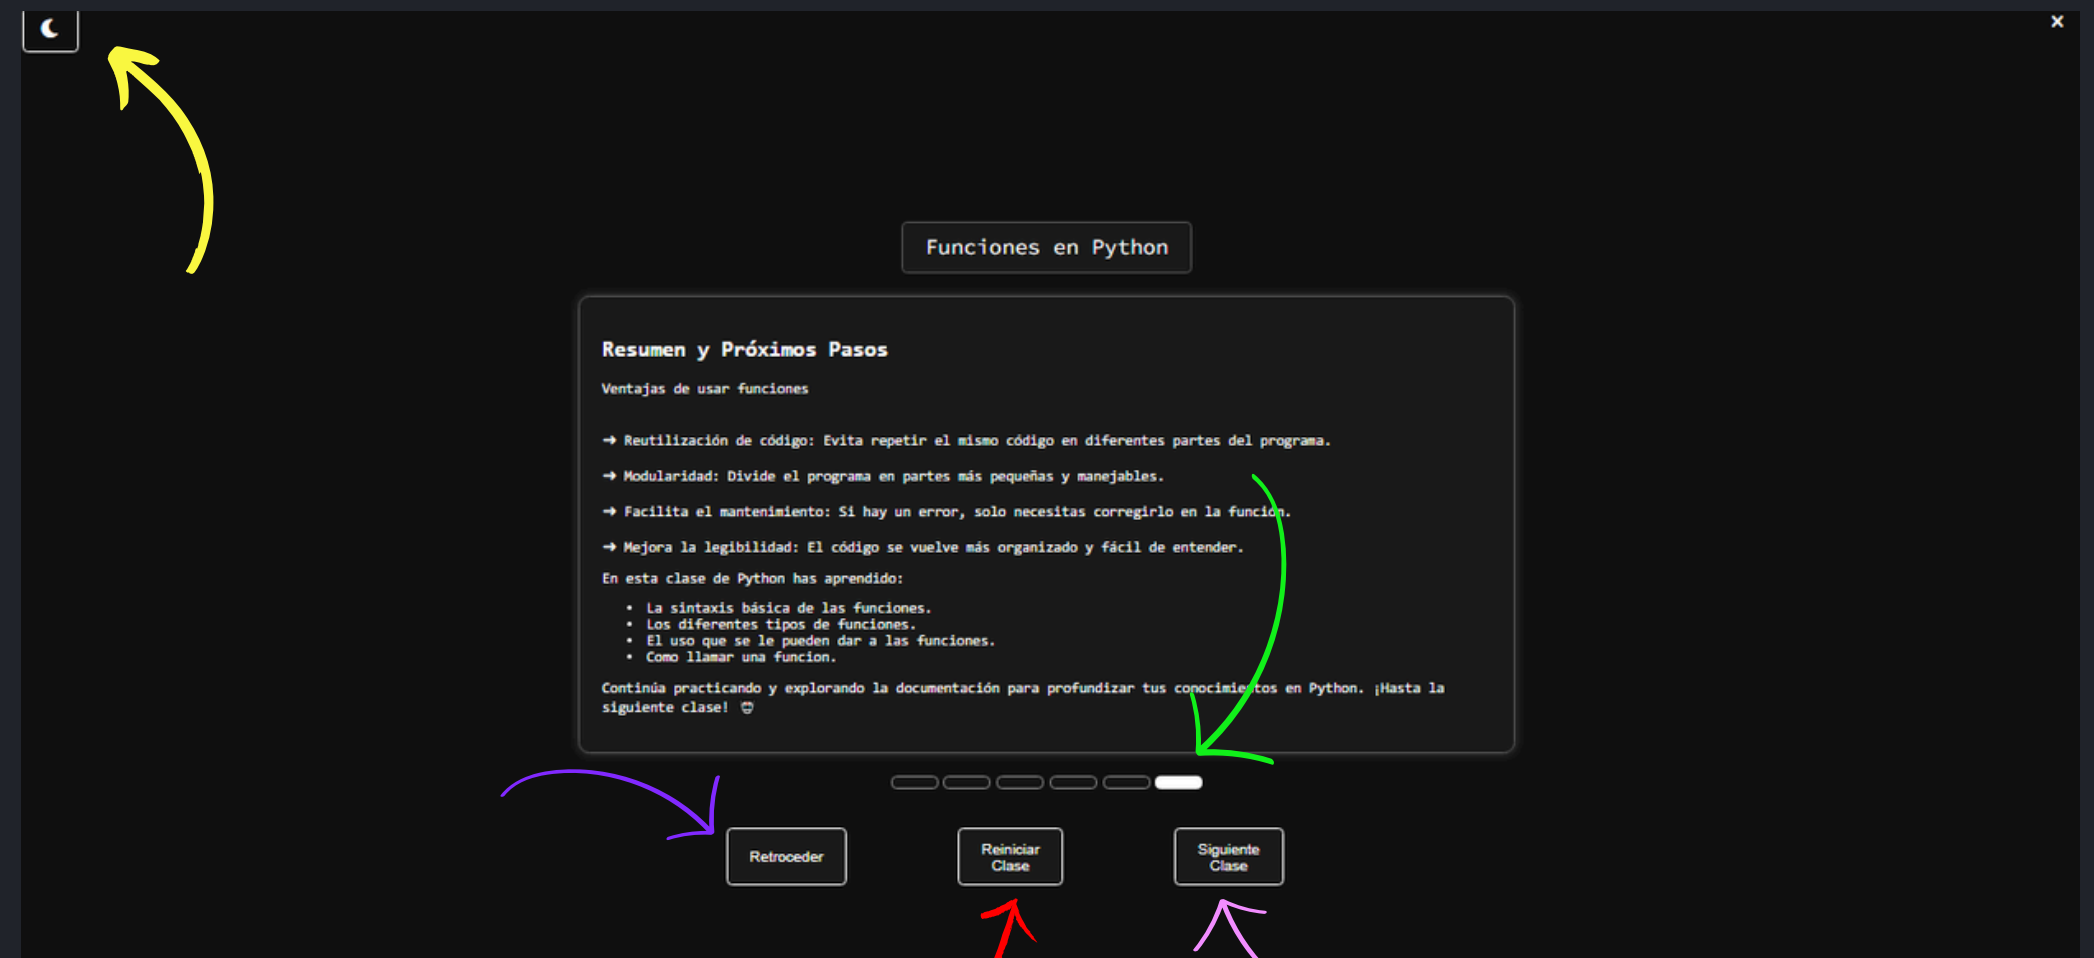 Funciones en Python
Resumen y Próximos Pasos
Ventajas de usar funciones
➜ Reutilización de código: Evita repetir el mismo código en diferentes partes del programa.
➜ Modularidad: Divide el programa en partes más pequeñas y manejables.
➜ Facilita el mantenimiento: Si hay un error, solo necesitas corregirlo en la función.
➜ Mejora la legibilidad: El código se vuelve más organizado y fácil de entender.
En esta clase de Python has aprendido:
• La sintaxis básica de las funciones.
• Los diferentes tipos de funciones.
• El uso que se le pueden dar a las funciones.
• Como llamar una funcion.
Continúa practicando y explorando la documentación para profundizar tus conocimientos en Python. ¡Hasta la
siguiente clase!
Retroceder
Reiniciar
Clase
Siguiente
Clase